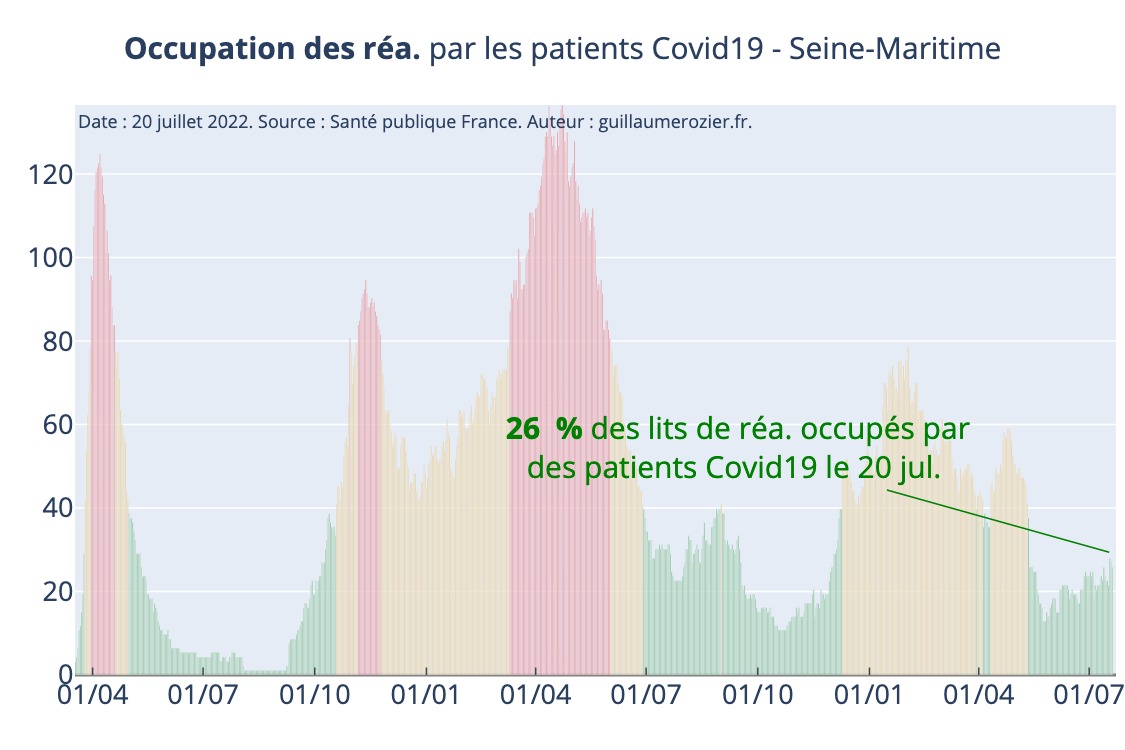 Occupation des réa. par les patients Covid19 - Seine-Maritime
Date : 20 juillet 2022. Source : Santé publique France. Auteur : guillaumerozier.fr.
120
100
80
60
40
20
0
26 % des lits de réa. occupés par
des patients Covid19 le 20 jul.
01/04 01/07 01/10 01/01 01/04 01/07 01/10 01/01 01/04 01/07